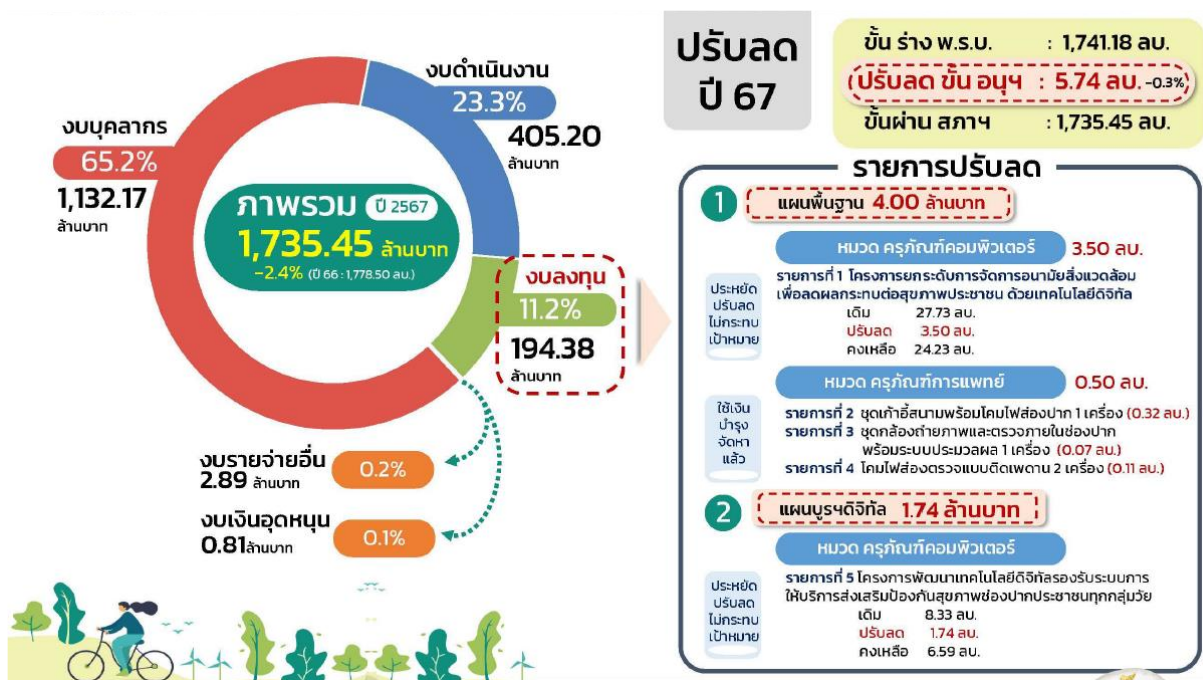 งบดำเนินงาน
23.3%
405.20
ล้านบาท
งบบุคลากร
65.2%
1,132.17
ล้านบาท
ภาพรวม ปี 2567
1,735.45 ล้านบาท
-2.4% (ปี 66 : 1,778.50 ลบ.)
งบลงทุน
11.2%
194.38
ล้านบาท
งบรายจ่ายอื่น
2.89 ล้านบาท
0.2%
งบเงินอุดหนุน
0.81ล้านบาท
0.1%
ปรับลด
ปี 67
ขั้น ร่าง พ.ร.บ. : 1,741.18 ลบ.
ปรับลด ขั้น อนุฯ : 5.74 ลบ. -0.3%
ขั้นผ่าน สภาฯ : 1,735.45 ลบ.
รายการปรับลด
1 แผนพื้นฐาน 4.00 ล้านบาท
หมวด ครุภัณฑ์คอมพิวเตอร์ 3.50 ลบ.
ประหยัด
ปรับลด
ไม่กระทบ
เป้าหมาย
รายการที่ 1 โครงการยกระดับการจัดการอนามัยสิ่งแวดล้อม
เพื่อลดผลกระทบต่อสุขภาพประชาชน ด้วยเทคโนโลยีดิจิทัล
เดิม 27.73 ลบ.
ปรับลด 3.50 ลบ.
คงเหลือ 24.23 ลบ.
หมวด ครุภัณฑ์การแพทย์ 0.50 ลบ.
ใช้เงิน
บำรุง
จัดหา
แล้ว
รายการที่ 2 ชุดเก้าอี้สนามพร้อมโคมไฟส่องปาก 1 เครื่อง (0.32 ลบ.)
รายการที่ 3 ชุดกล้องถ่ายภาพและตรวจภายในช่องปาก
พร้อมระบบประมวลผล 1 เครื่อง (0.07 ลบ.)
รายการที่ 4 โคมไฟส่องตรวจแบบติดเพดาน 2 เครื่อง (0.11 ลบ.)
2 แผนบูรฯดิจิทัล 1.74 ล้านบาท
หมวด ครุภัณฑ์คอมพิวเตอร์
ประหยัด
ปรับลด
ไม่กระทบ
เป้าหมาย
รายการที่ 5 โครงการพัฒนาเทคโนโลยีดิจิทัลรองรับระบบการ
ให้บริการส่งเสริมป้องกันสุขภาพช่องปากประชาชนทุกกลุ่มวัย
เดิม 8.33 ลบ.
ปรับลด 1.74 ลบ.
คงเหลือ 6.59 ลบ.